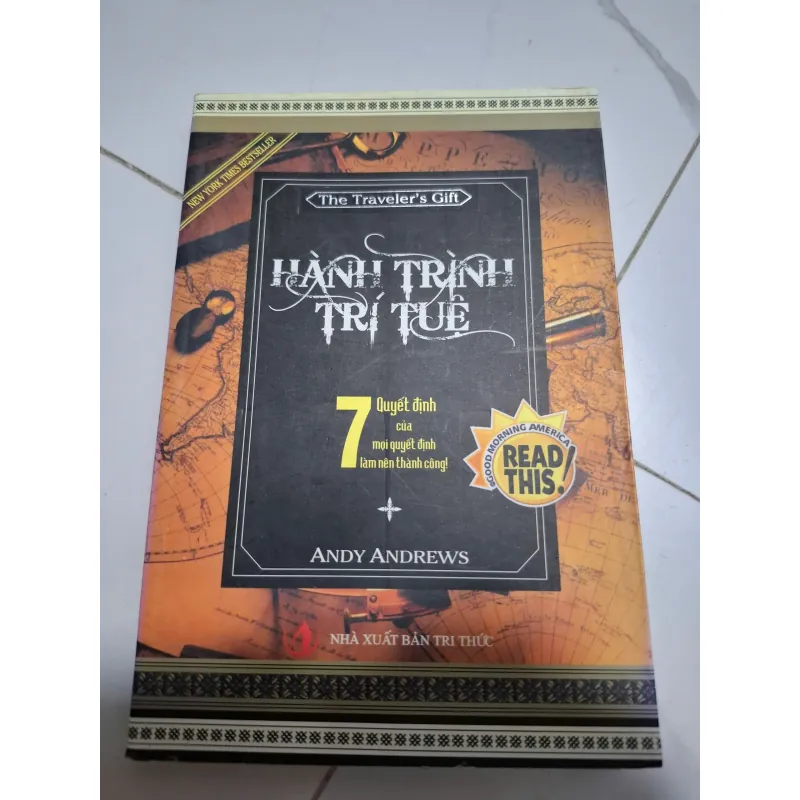 NEW YORK TIMES BESTSELLER
The Traveler's Gift
HÀNH TRÌNH
TRÍ TUỆ
7 Quyết định
của
mọi quyết định
làm nên thành công!
GOOD MORNING AMERICA
READ
THIS!
ANDY ANDREWS
NHÀ XUẤT BẢN TRI THỨC